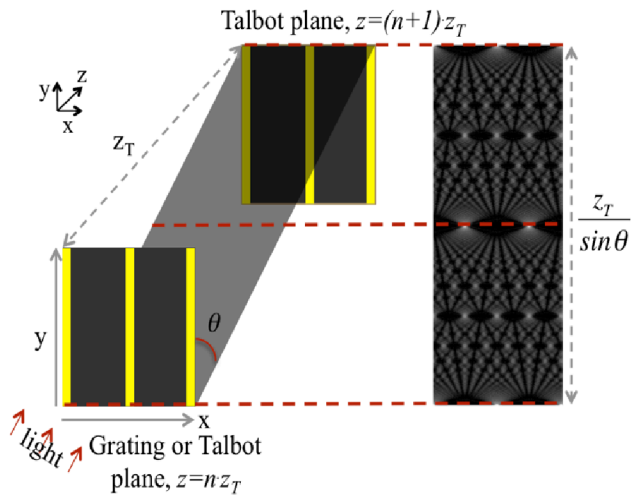 Talbot plane, z=(n+1)·z_T
y
z
x
z_T
z_T
sinθ
y
θ
x
light
Grating or Talbot
plane, z=n·z_T